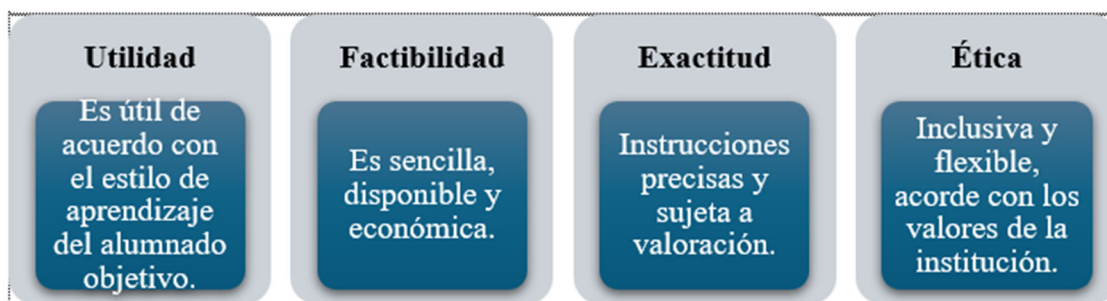 Utilidad
Es útil de
acuerdo con
el estilo de
aprendizaje
del alumnado
objetivo.
Factibilidad
Es sencilla,
disponible y
económica.
Exactitud
Instrucciones
precisas y
sujeta a
valoración.
Ética
Inclusiva y
flexible,
acorde con los
valores de la
institución.